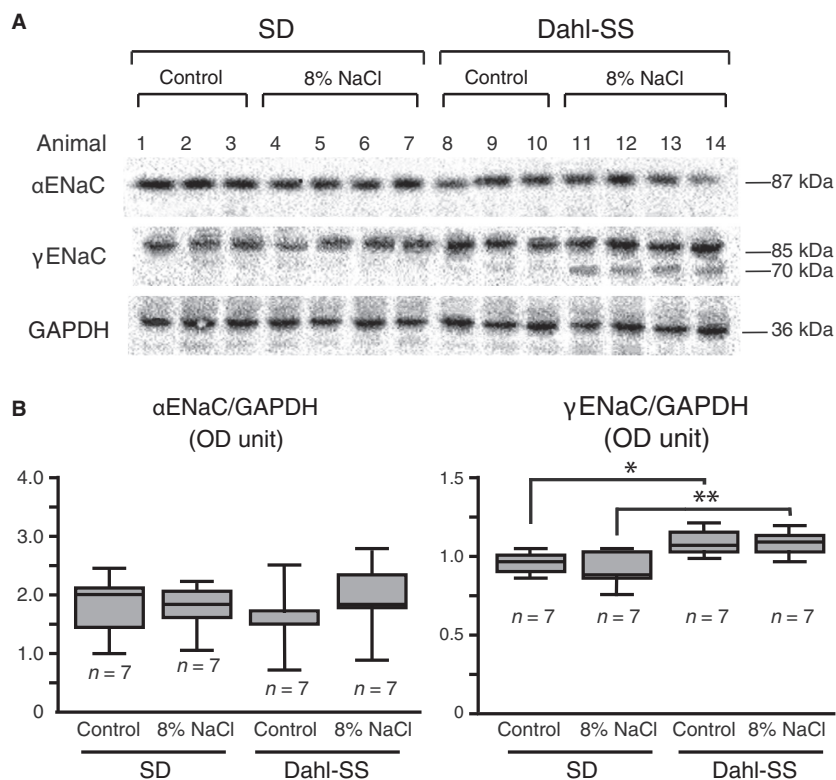 A
SD Dahl-SS
Control 8% NaCl Control 8% NaCl
Animal 1 2 3 4 5 6 7 8 9 10 11 12 13 14
αENaC 87 kDa
γENaC 85 kDa
70 kDa
GAPDH 36 kDa
B
αENaC/GAPDH
(OD unit)
4.0
3.0
2.0
1.0
0
n = 7 n = 7 n = 7 n = 7
Control 8% NaCl Control 8% NaCl
SD Dahl-SS
γENaC/GAPDH
(OD unit)
1.5
1.0
0.5
0
* **
n = 7 n = 7 n = 7 n = 7
Control 8% NaCl Control 8% NaCl
SD Dahl-SS